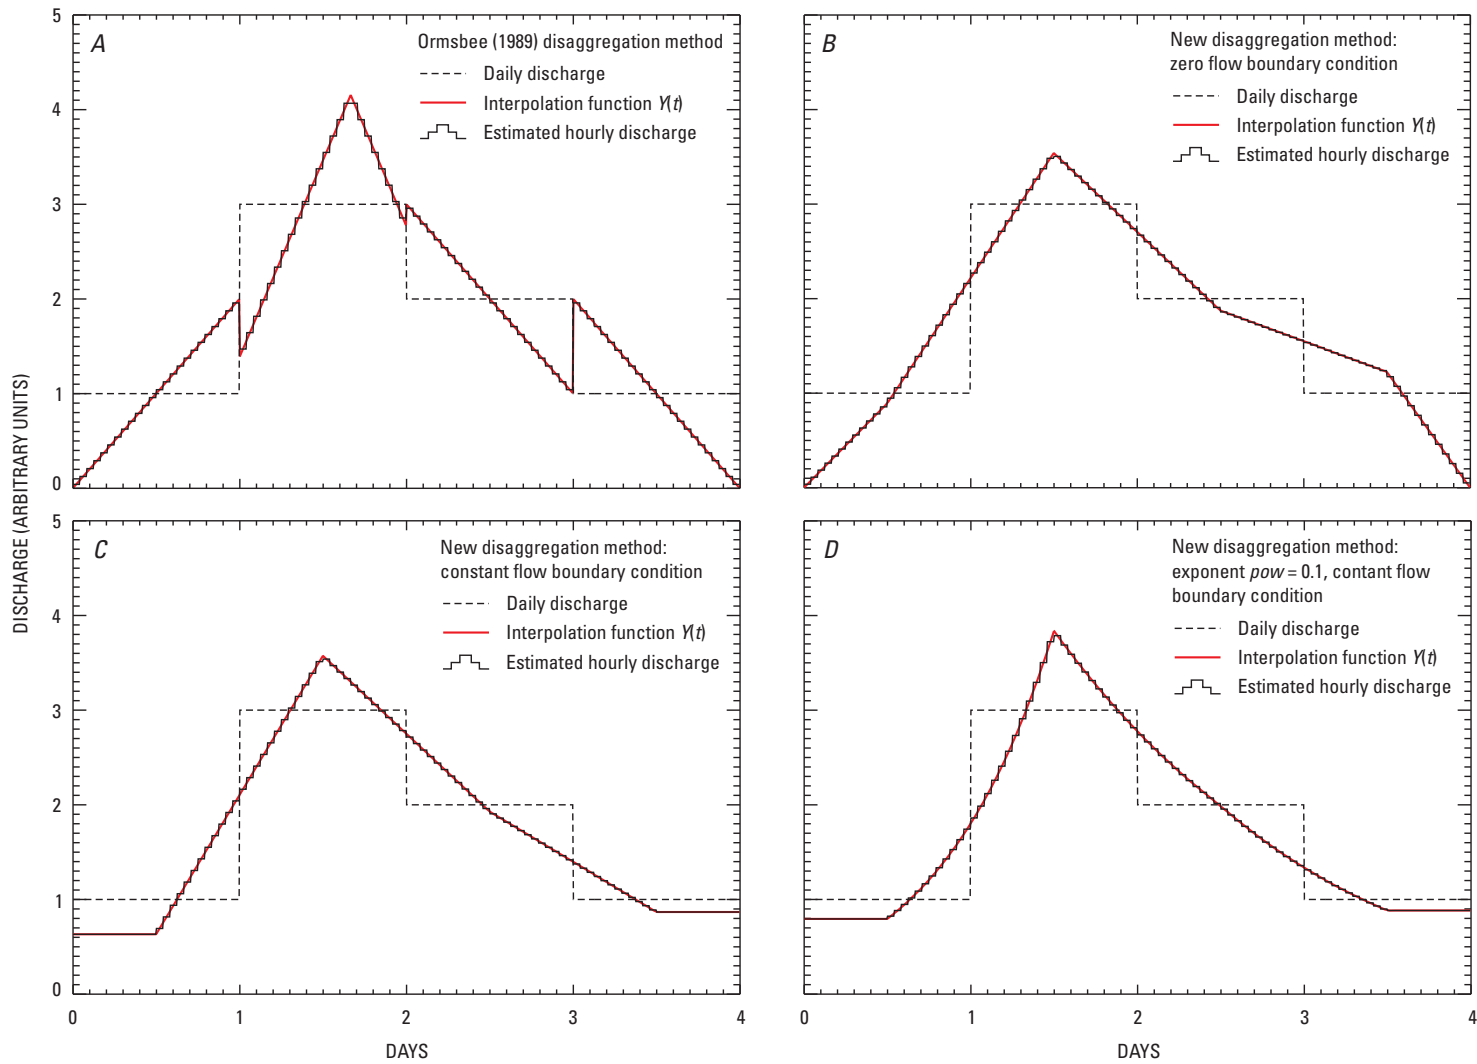 5
4
3
2
1
0
A
Ormsbee (1989) disaggregation method
Daily discharge
Interpolation function Y(t)
Estimated hourly discharge
B
New disaggregation method:
zero flow boundary condition
Daily discharge
Interpolation function Y(t)
Estimated hourly discharge
DISCHARGE (ARBITRARY UNITS)
5
4
3
2
1
0
C
New disaggregation method:
constant flow boundary condition
Daily discharge
Interpolation function Y(t)
Estimated hourly discharge
0 1 2 3 4
DAYS
D
New disaggregation method:
exponent pow = 0.1, contant flow
boundary condition
Daily discharge
Interpolation function Y(t)
Estimated hourly discharge
0 1 2 3 4
DAYS